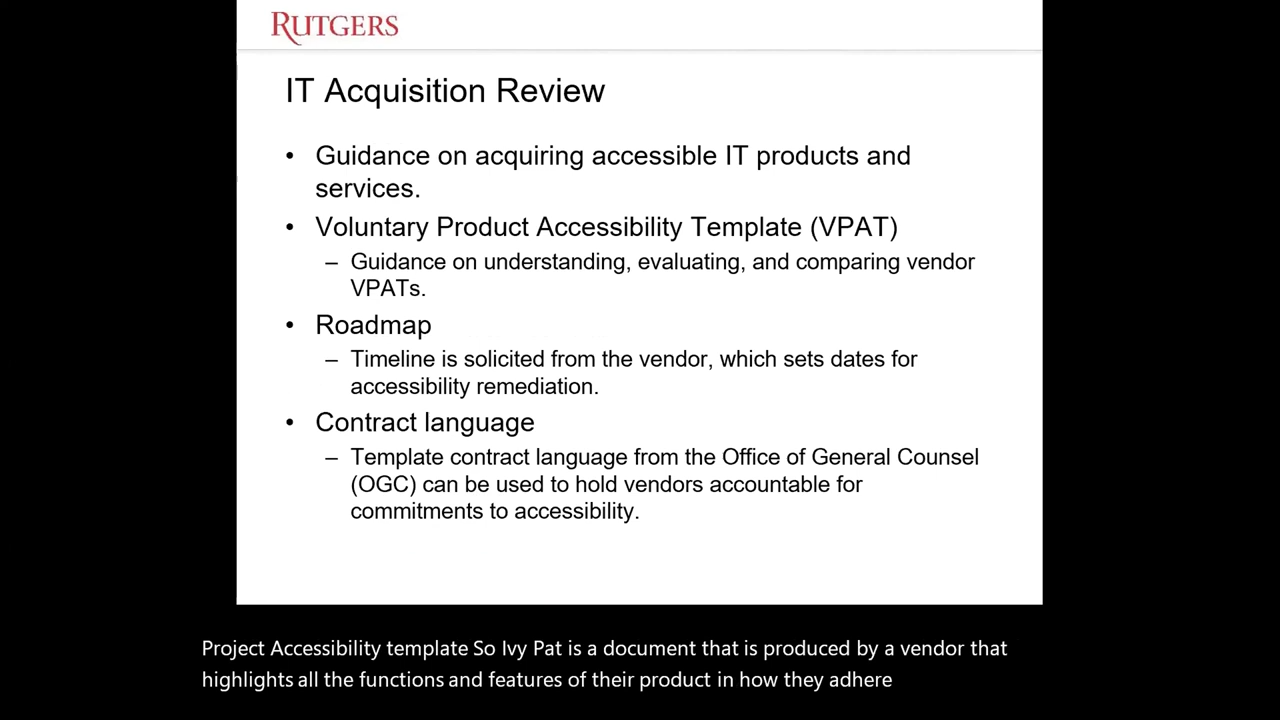 RUTGERS
IT Acquisition Review
• Guidance on acquiring accessible IT products and
services.
• Voluntary Product Accessibility Template (VPAT)
– Guidance on understanding, evaluating, and comparing vendor
VPATs.
• Roadmap
– Timeline is solicited from the vendor, which sets dates for
accessibility remediation.
• Contract language
– Template contract language from the Office of General Counsel
(OGC) can be used to hold vendors accountable for
commitments to accessibility.
Project Accessibility template So Ivy Pat is a document that is produced by a vendor that
highlights all the functions and features of their product in how they adhere